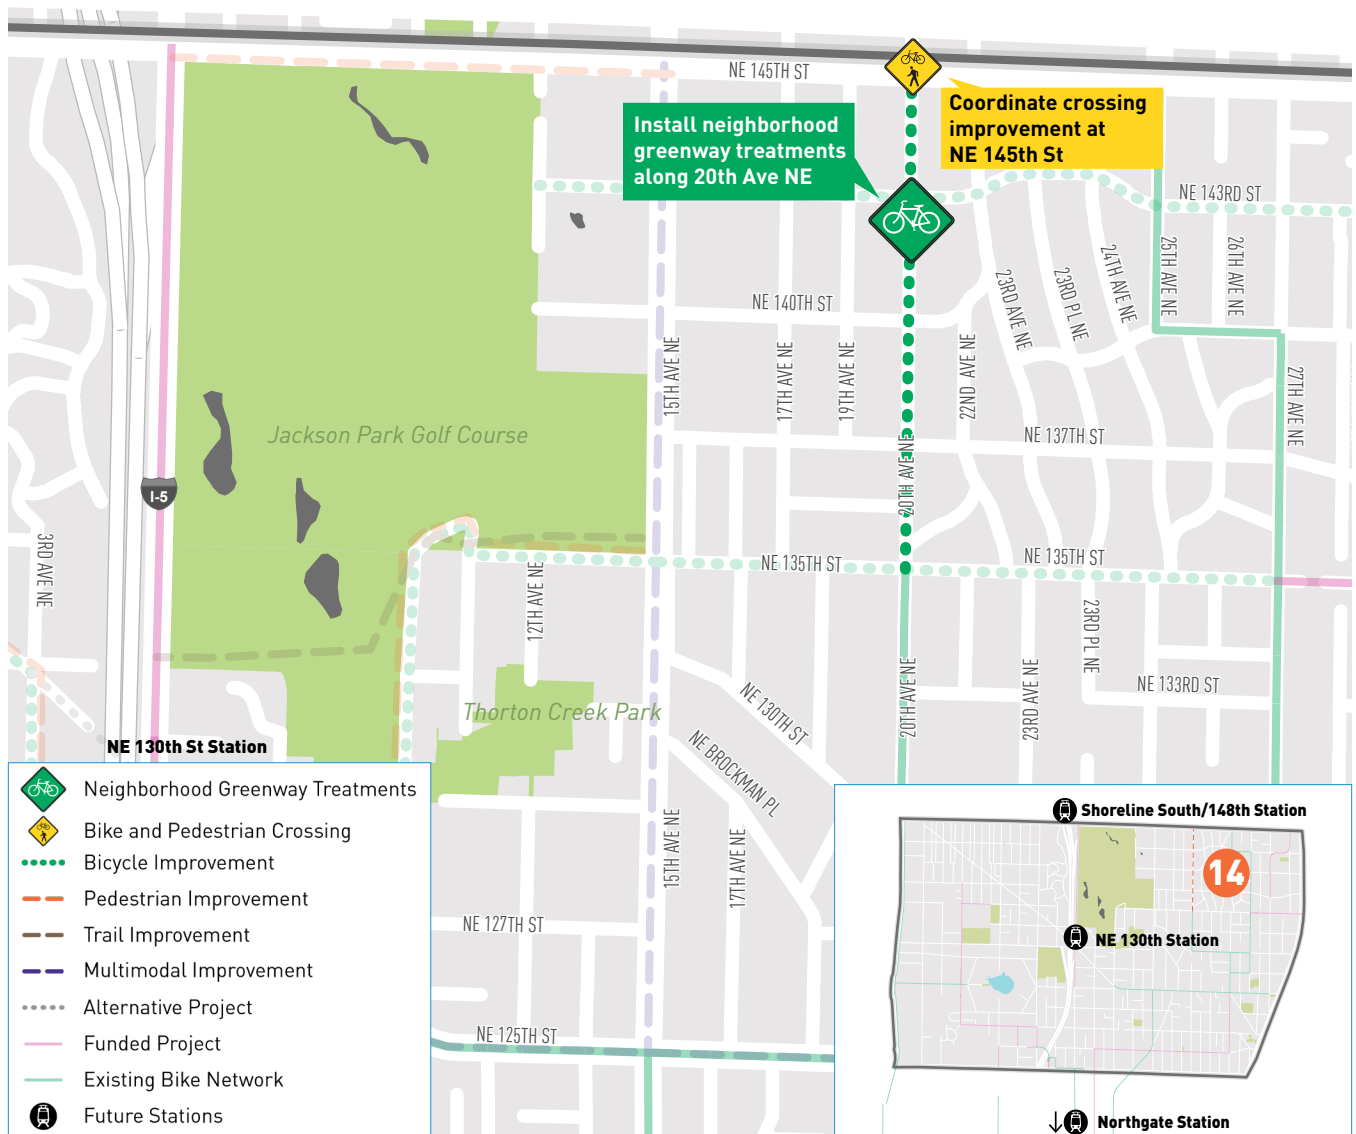 NE 145TH ST
Install neighborhood
greenway treatments
along 20th Ave NE
Coordinate crossing
improvement at
NE 145th St
NE 143RD ST
25TH AVE NE
26TH AVE NE
24TH AVE NE
23RD PL NE
23RD AVE NE
NE 140TH ST
15TH AVE NE
17TH AVE NE
19TH AVE NE
22ND AVE NE
27TH AVE NE
Jackson Park Golf Course
NE 137TH ST
20TH AVE NE
I-5
3RD AVE NE
12TH AVE NE
NE 135TH ST
NE 135TH ST
23RD PL NE
20TH AVE NE
23RD AVE NE
NE 133RD ST
NE 130TH ST
Thorton Creek Park
NE BROCKMAN PL
NE 130th St Station
15TH AVE NE
17TH AVE NE
NE 127TH ST
NE 125TH ST
Neighborhood Greenway Treatments
Bike and Pedestrian Crossing
Bicycle Improvement
Pedestrian Improvement
Trail Improvement
Multimodal Improvement
Alternative Project
Funded Project
Existing Bike Network
Future Stations
Shoreline South/148th Station
14
NE 130th Station
Northgate Station